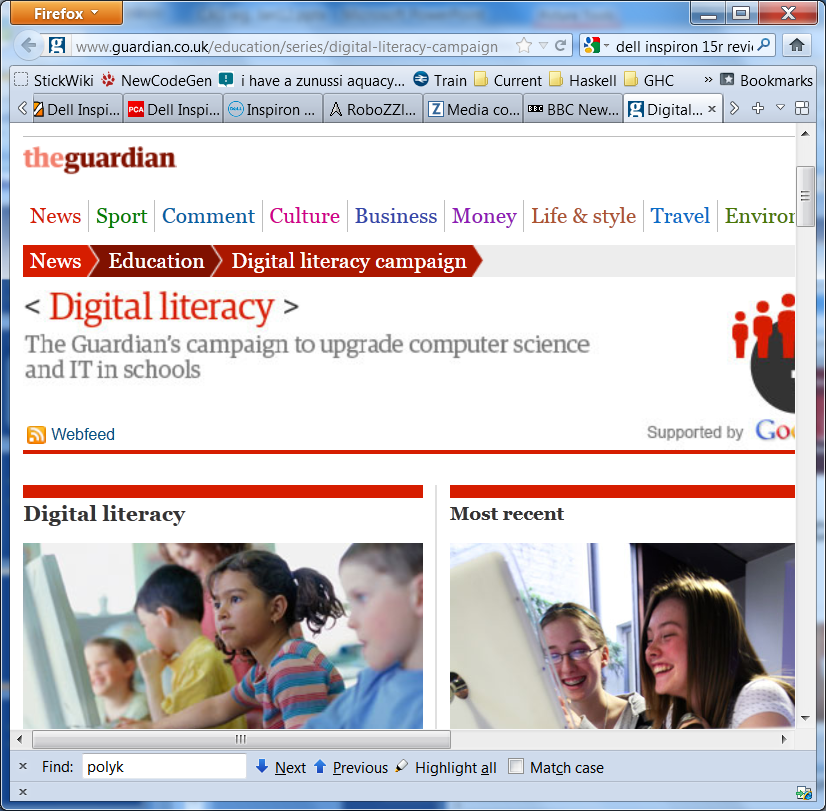 Firefox
www.guardian.co.uk/education/series/digital-literacy-campaign
dell inspiron 15r revi
StickWiki NewCodeGen i have a zunussi aquacy... Train Current Haskell GHC » Bookmarks
Dell Inspi... Dell Inspi... Inspiron RoboZZl... Media co... BBC New... Digital...
theguardian
News Sport Comment Culture Business Money Life & style Travel Environ
News Education Digital literacy campaign
< Digital literacy >
The Guardian's campaign to upgrade computer science
and IT in schools
Webfeed
Supported by Goo
Digital literacy
Most recent
Find: polyk Next Previous Highlight all Match case